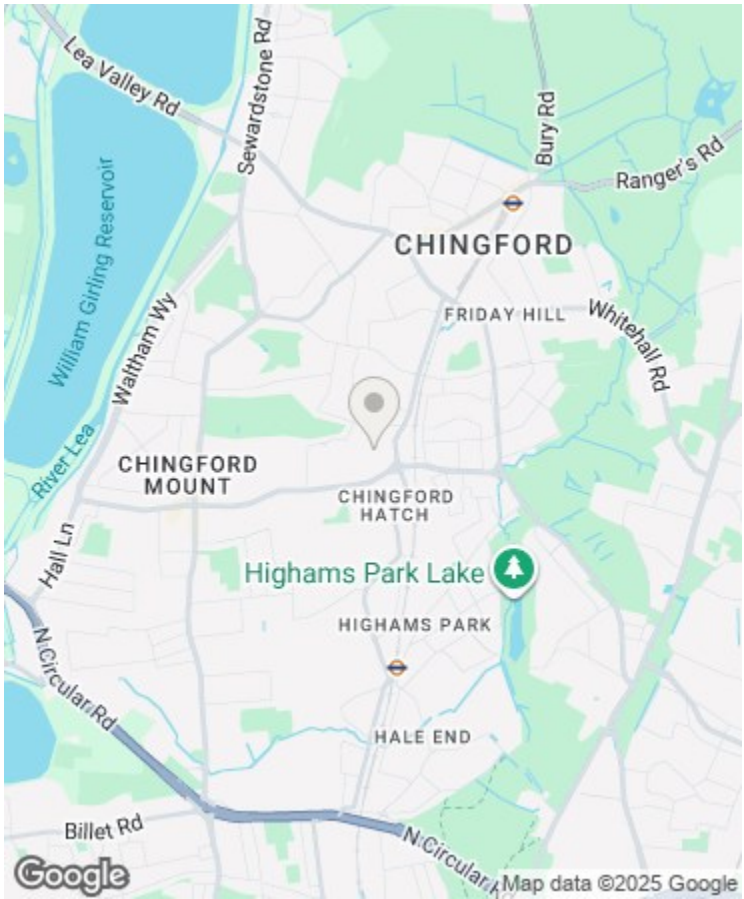 Lea Valley Rd
Sewardstone Rd
Bury Rd
Ranger's Rd
CHINGFORD
William Girling Reservoir
FRIDAY HILL
Whitehall Rd
Waltham Wy
River Lea
CHINGFORD
MOUNT
CHINGFORD
HATCH
Hall Ln
Highams Park Lake
HIGHAMS PARK
N Circular Rd
HALE END
Billet Rd
N Circular
Google
Map data ©2025 Google